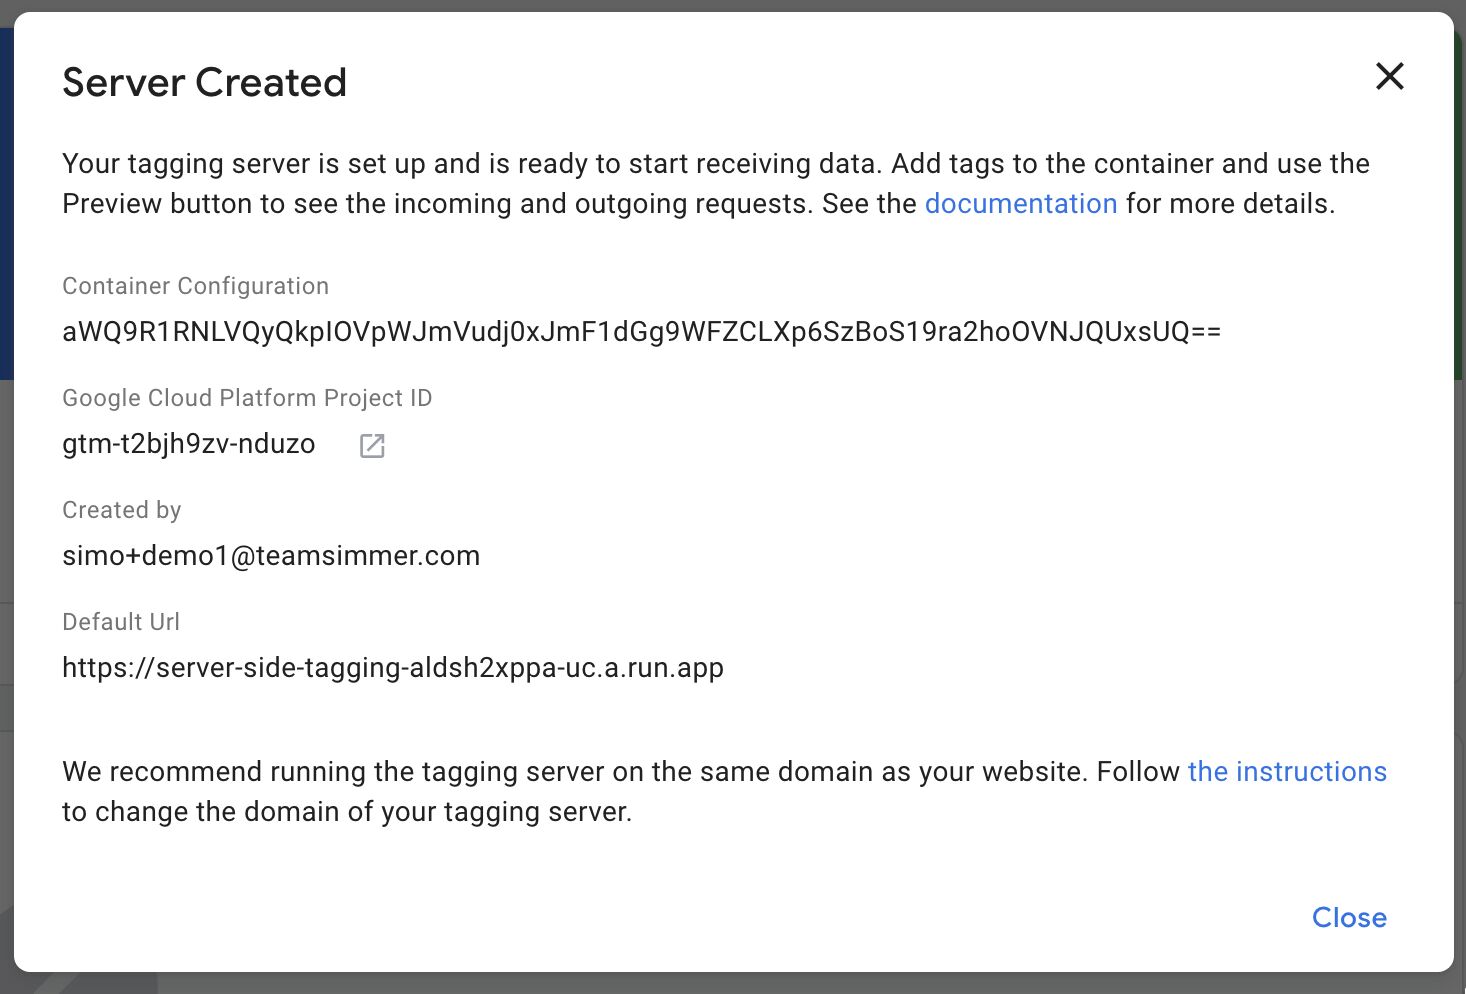 Server Created
Your tagging server is set up and is ready to start receiving data. Add tags to the container and use the
Preview button to see the incoming and outgoing requests. See the documentation for more details.
Container Configuration
aWQ9R1RNLVQyQkpIOVpWJmVudj0xJmF1dGg9WFZCLXp6SzBoS19ra2hoOVNJQUxsUQ==
Google Cloud Platform Project ID
gtm-t2bjh9zv-nduzo
Created by
simo+demo1@teamsimmer.com
Default Url
https://server-side-tagging-aldsh2xppa-uc.a.run.app
We recommend running the tagging server on the same domain as your website. Follow the instructions
to change the domain of your tagging server.
Close